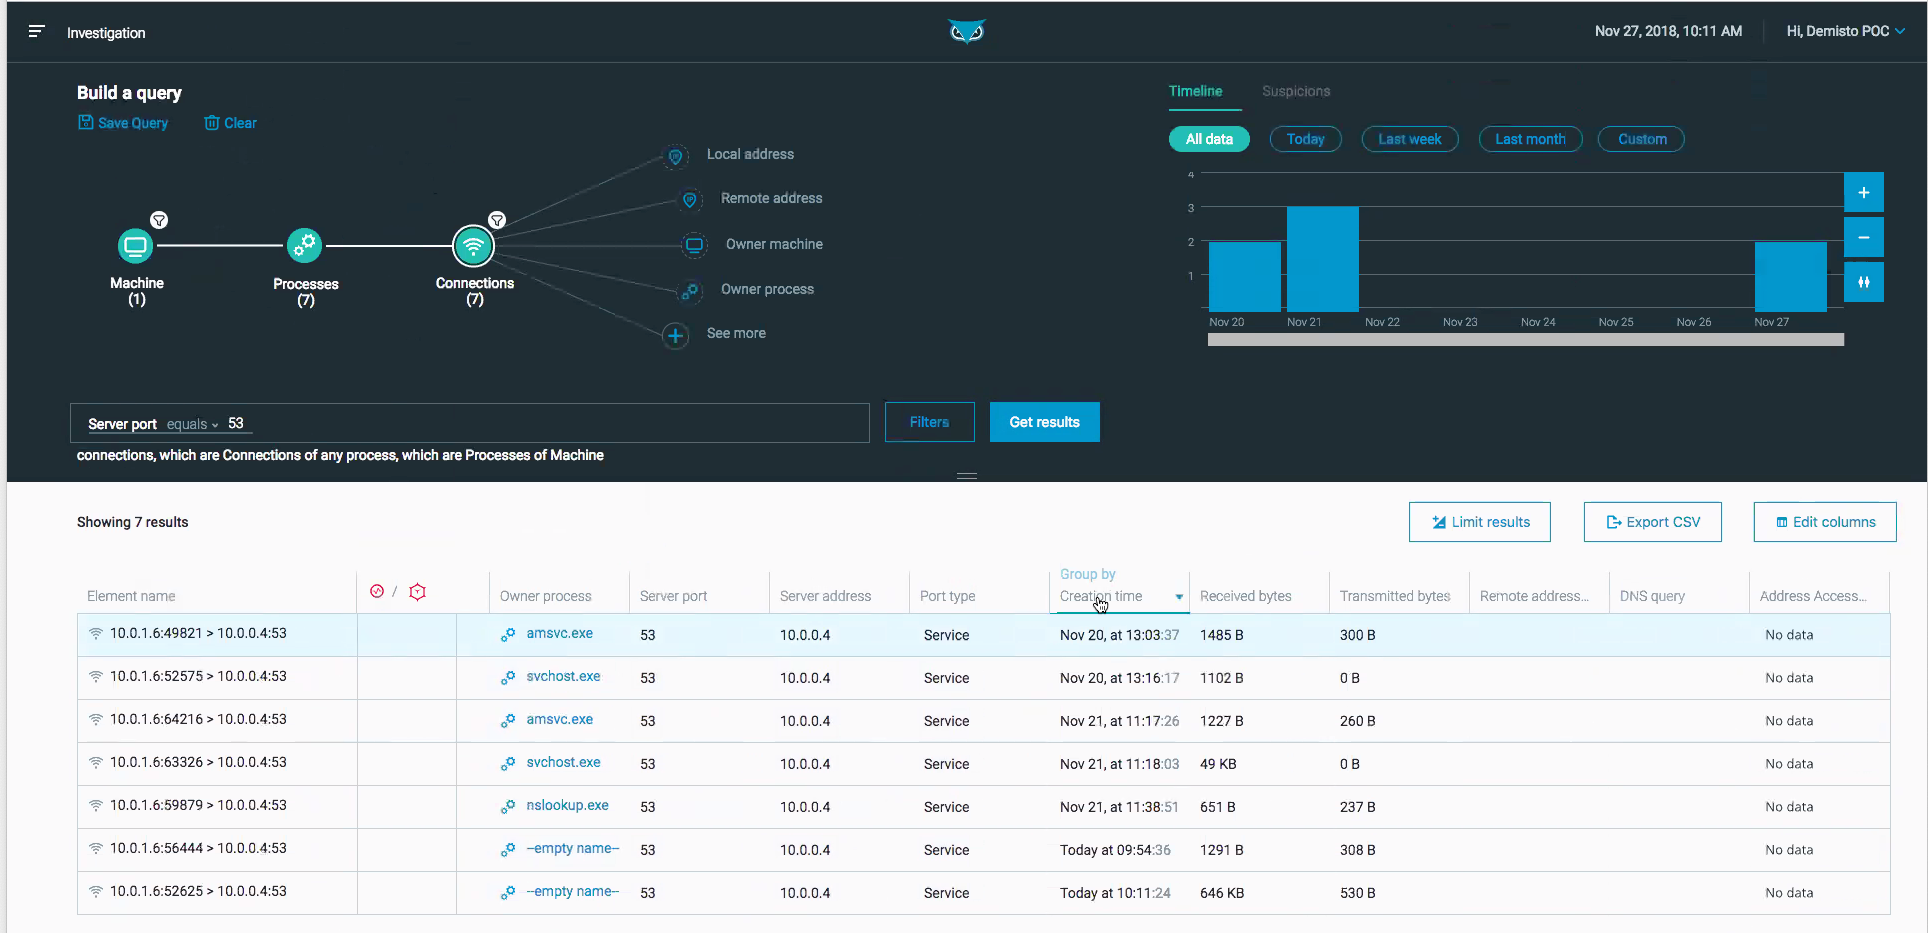 Investigation
Nov 27, 2018, 10:11 AM
Hi, Demisto POC
Build a query
Save Query
Clear
Local address
Remote address
Owner machine
Owner process
See more
Machine
(1)
Processes
(7)
Connections
(7)
Timeline
Suspicions
All data
Today
Last week
Last month
Custom
4
3
2
1
Nov 20
Nov 21
Nov 22
Nov 23
Nov 24
Nov 25
Nov 26
Nov 27
Server port equals 53
Filters
Get results
connections, which are Connections of any process, which are Processes of Machine
Showing 7 results
Limit results
Export CSV
Edit columns
Group by
Element name / Owner process Server port Server address Port type Creation time Received bytes Transmitted bytes Remote address... DNS query Address Access...
10.0.1.6:49821 > 10.0.0.4:53 amsvc.exe 53 10.0.0.4 Service Nov 20, at 13:03:37 1485 B 300 B No data
10.0.1.6:52575 > 10.0.0.4:53 svchost.exe 53 10.0.0.4 Service Nov 20, at 13:16:17 1102 B 0 B No data
10.0.1.6:64216 > 10.0.0.4:53 amsvc.exe 53 10.0.0.4 Service Nov 21, at 11:17:26 1227 B 260 B No data
10.0.1.6:63326 > 10.0.0.4:53 svchost.exe 53 10.0.0.4 Service Nov 21, at 11:18:03 49 KB 0 B No data
10.0.1.6:59879 > 10.0.0.4:53 nslookup.exe 53 10.0.0.4 Service Nov 21, at 11:38:51 651 B 237 B No data
10.0.1.6:56444 > 10.0.0.4:53 --empty name-- 53 10.0.0.4 Service Today at 09:54:36 1291 B 308 B No data
10.0.1.6:52625 > 10.0.0.4:53 --empty name-- 53 10.0.0.4 Service Today at 10:11:24 646 KB 530 B No data